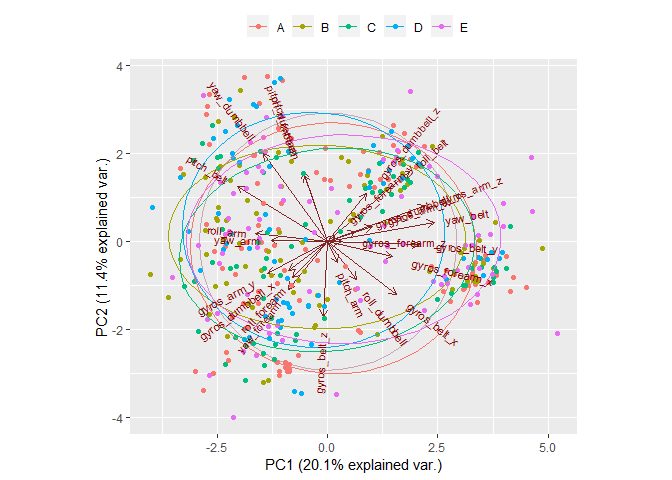 A B C D E
PC2 (11.4% explained var.)
4
2
0
-2
-4
yaw_dumbbell
pitch_belt
gyros_dumbbell_z
roll_belt
gyros_arm_z
yaw_belt
roll_arm
yaw_arm
gyros_forearm_z
gyros_belt_y
gyros_forearm_x
gyros_arm_y
pitch_arm
roll_dumbbell
gyros_belt_x
gyros_belt_z
-2.5 0.0 2.5 5.0
PC1 (20.1% explained var.)